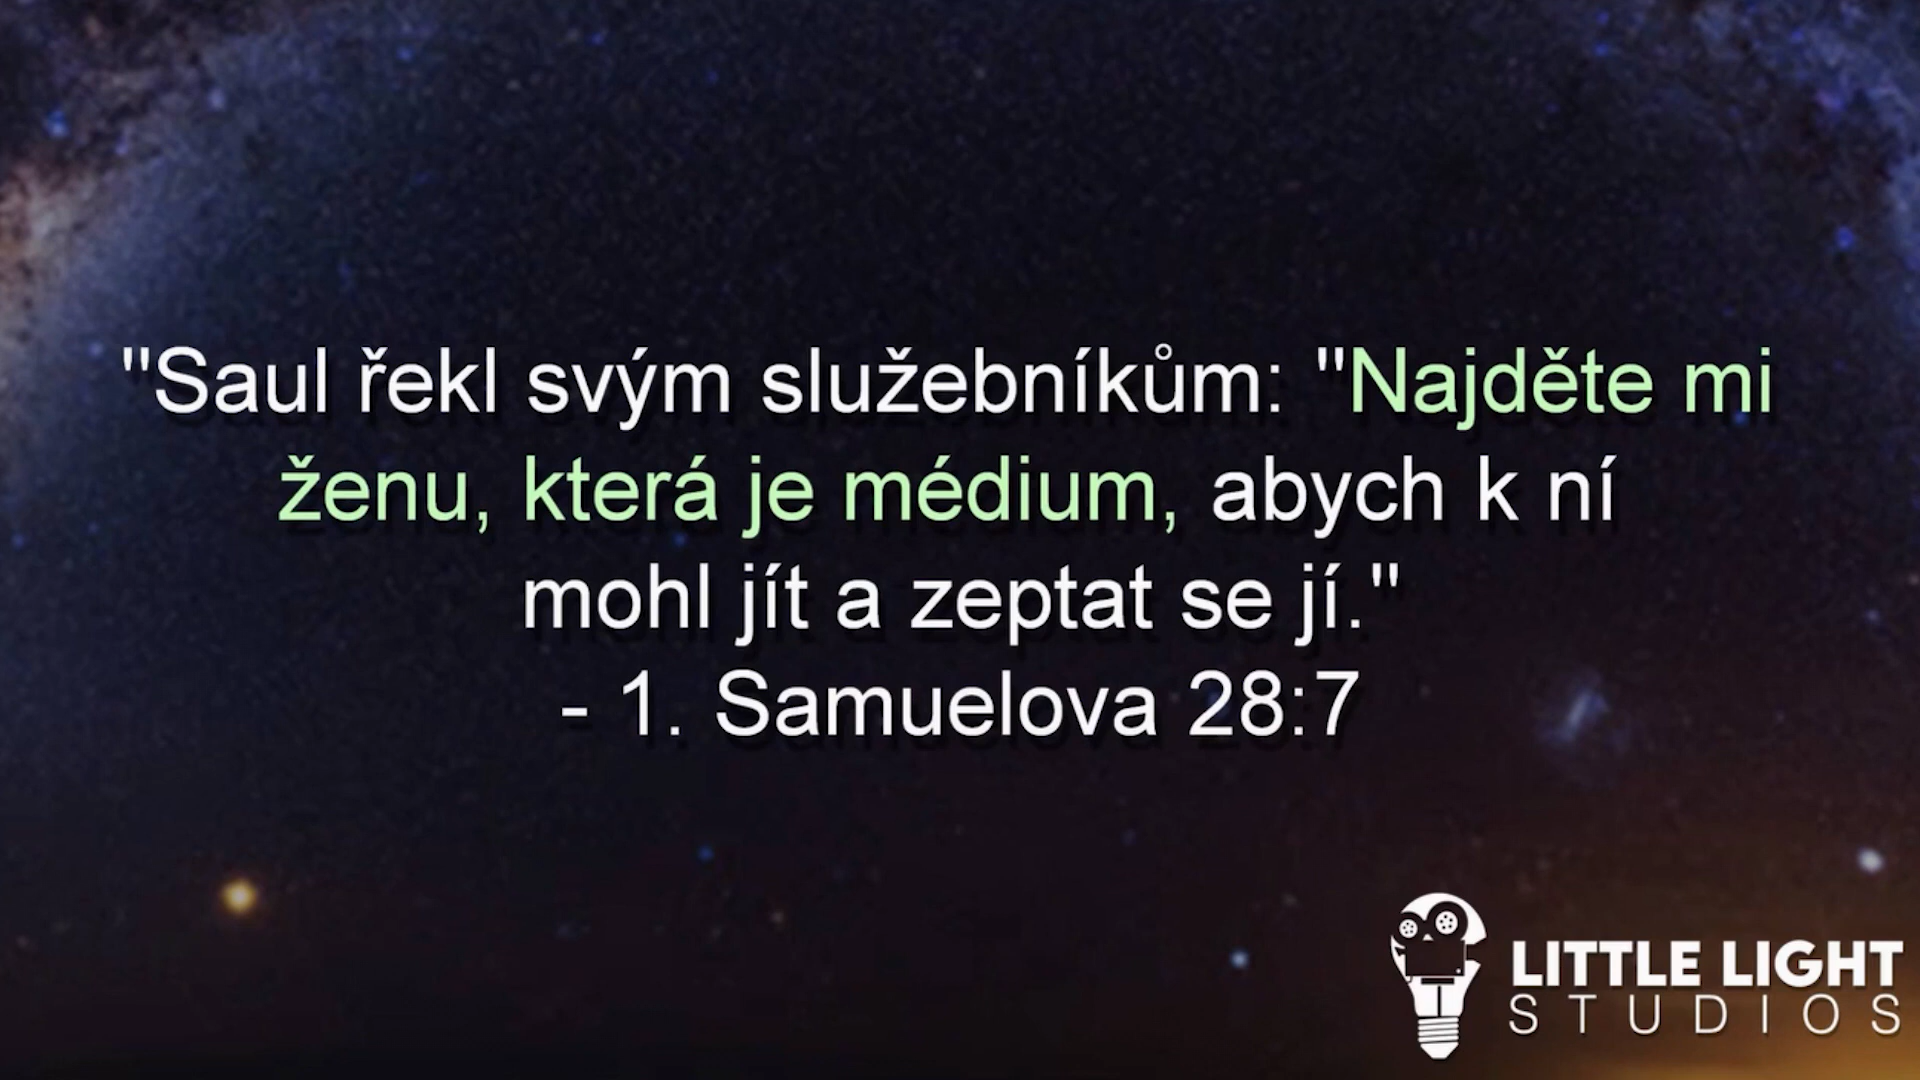 "Saul řekl svým služebníkům: "Najděte mi
ženu, která je médium, abych k ní
mohl jít a zeptat se jí."
- 1. Samuelova 28:7
LITTLE LIGHT
STUDIOS